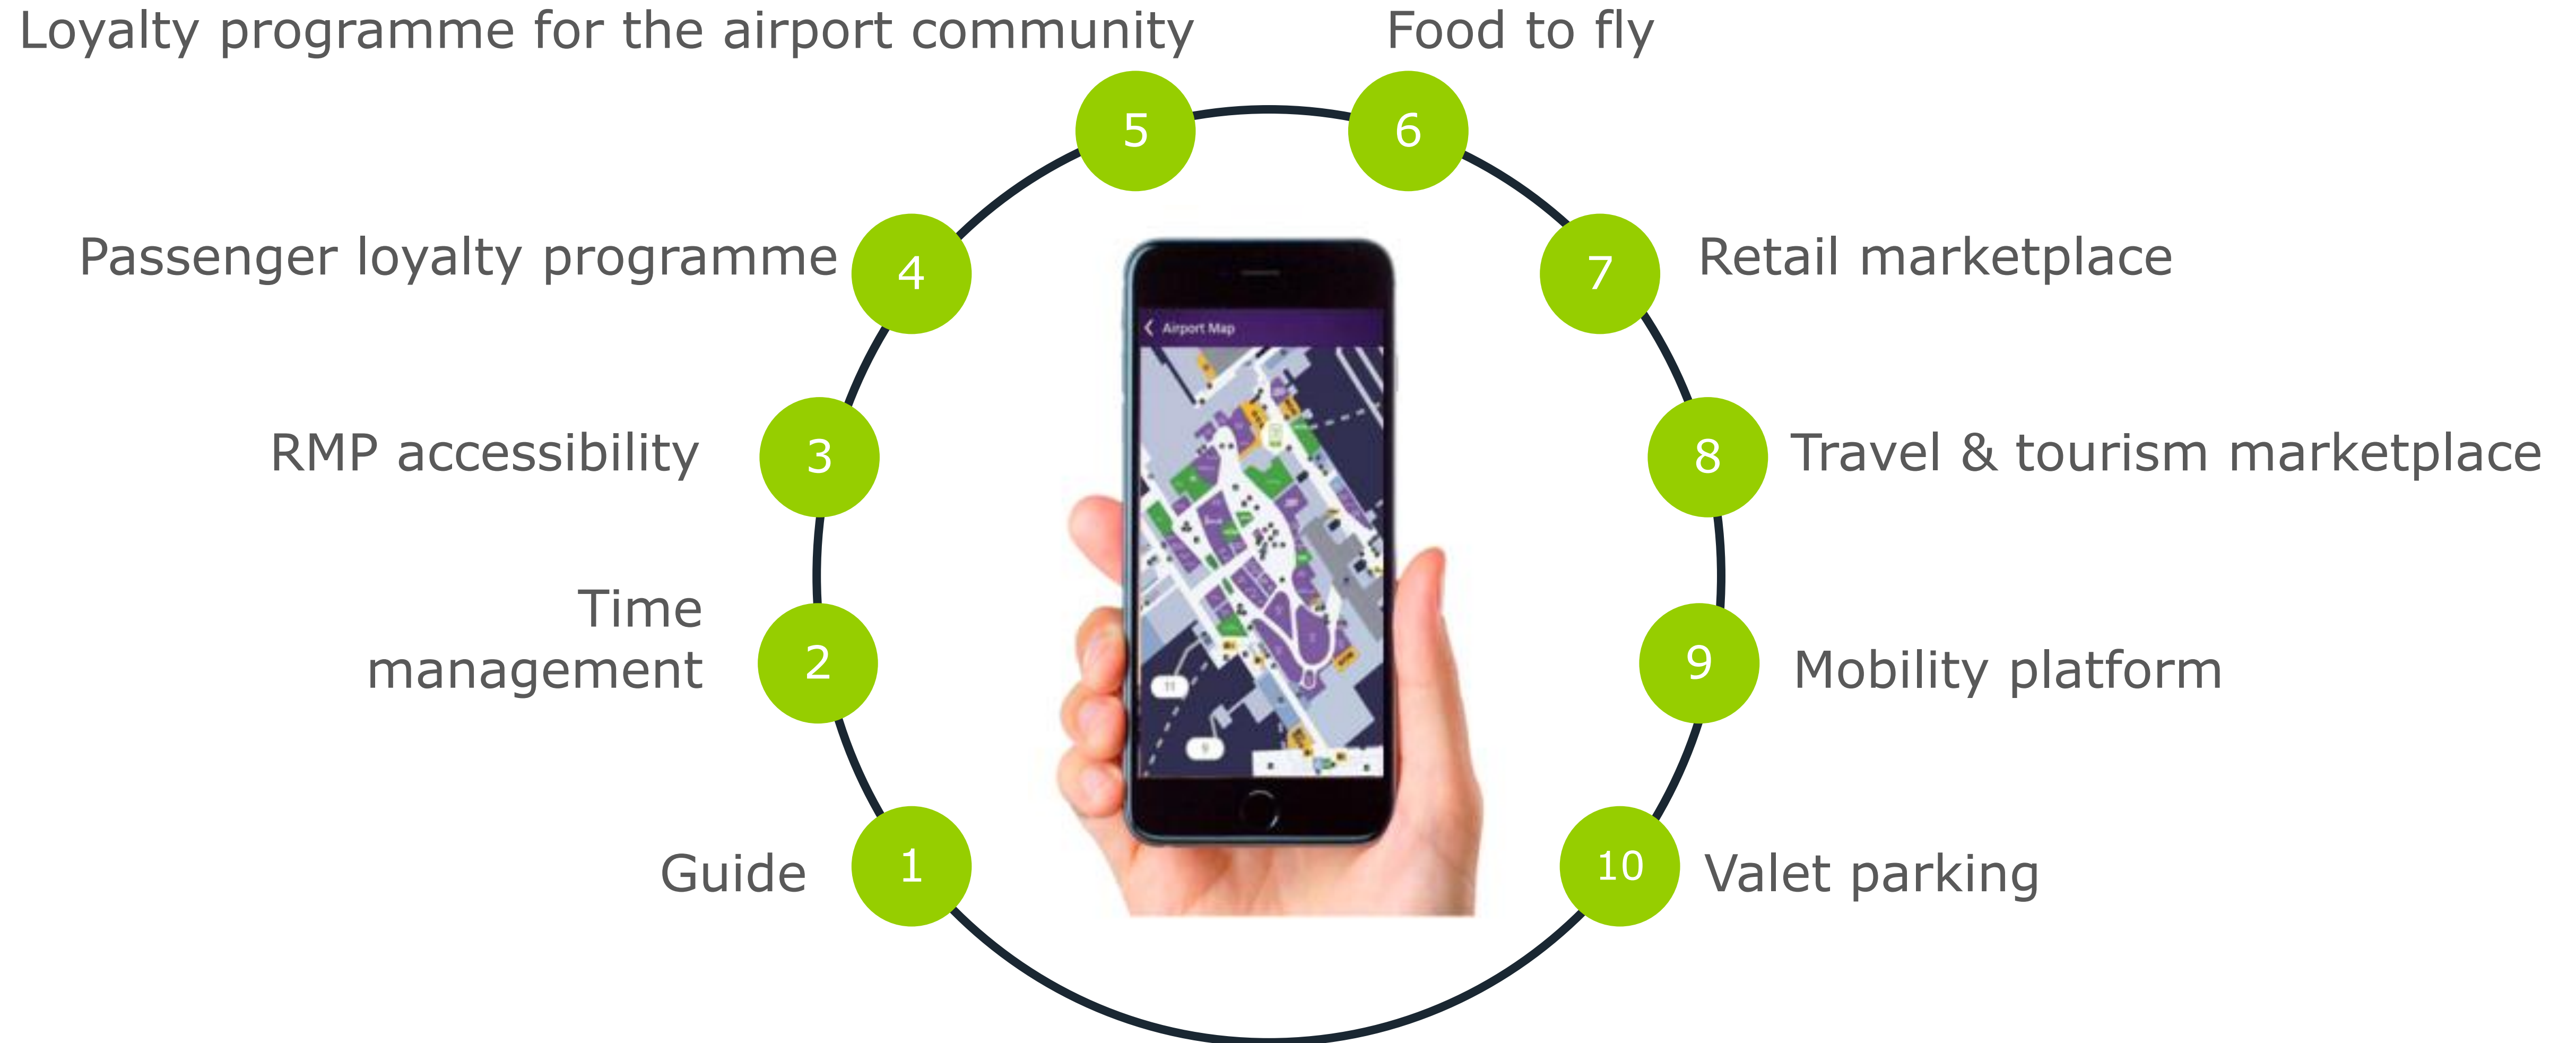 Loyalty programme for the airport community
Food to fly
5
6
Passenger loyalty programme
4
7
Retail marketplace
Airport Map
RMP accessibility
3
8
Travel & tourism marketplace
Time
management
2
9
Mobility platform
11
9
Guide
1
10
Valet parking